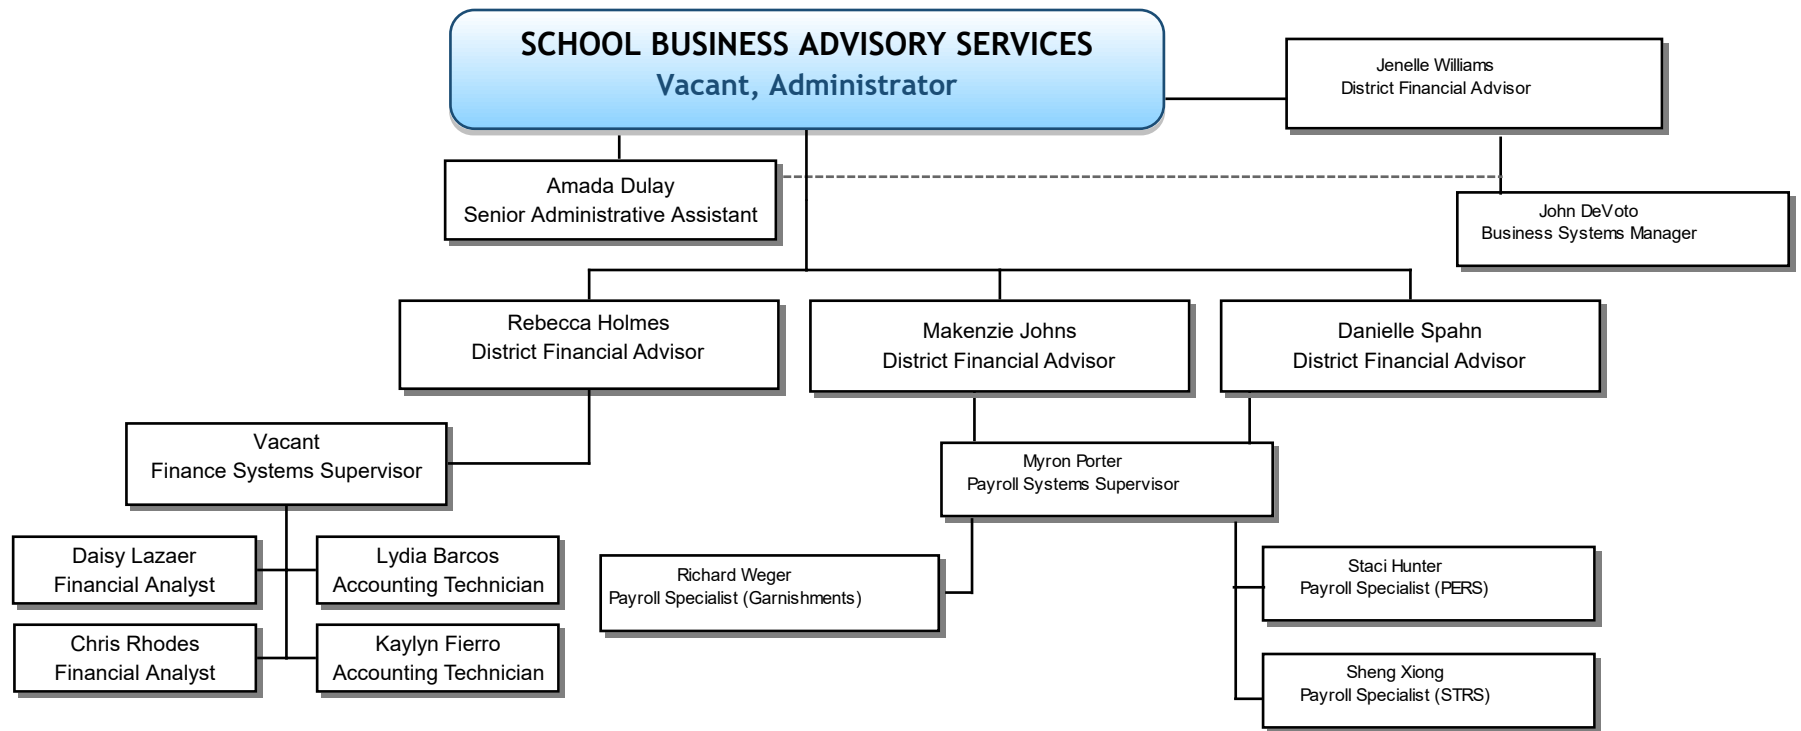 SCHOOL BUSINESS ADVISORY SERVICES
Vacant, Administrator
Jenelle Williams
District Financial Advisor
Amada Dulay
Senior Administrative Assistant
John DeVoto
Business Systems Manager
Rebecca Holmes
District Financial Advisor
Makenzie Johns
District Financial Advisor
Danielle Spahn
District Financial Advisor
Vacant
Finance Systems Supervisor
Myron Porter
Payroll Systems Supervisor
Daisy Lazaer
Financial Analyst
Lydia Barcos
Accounting Technician
Richard Weger
Payroll Specialist (Garnishments)
Staci Hunter
Payroll Specialist (PERS)
Chris Rhodes
Financial Analyst
Kaylyn Fierro
Accounting Technician
Sheng Xiong
Payroll Specialist (STRS)